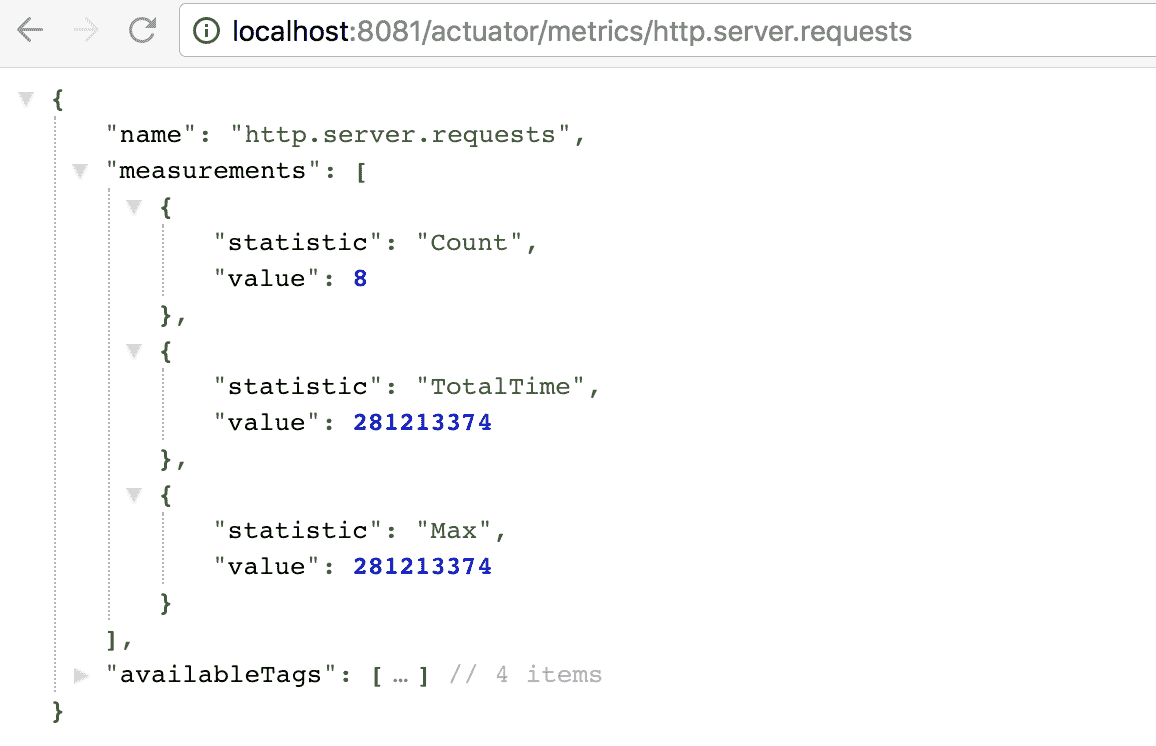 localhost:8081/actuator/metrics/http.server.requests
{
"name": "http.server.requests",
"measurements": [
{
"statistic": "Count",
"value": 8
},
{
"statistic": "TotalTime",
"value": 281213374
},
{
"statistic": "Max",
"value": 281213374
}
],
"availableTags": [ … ] // 4 items
}